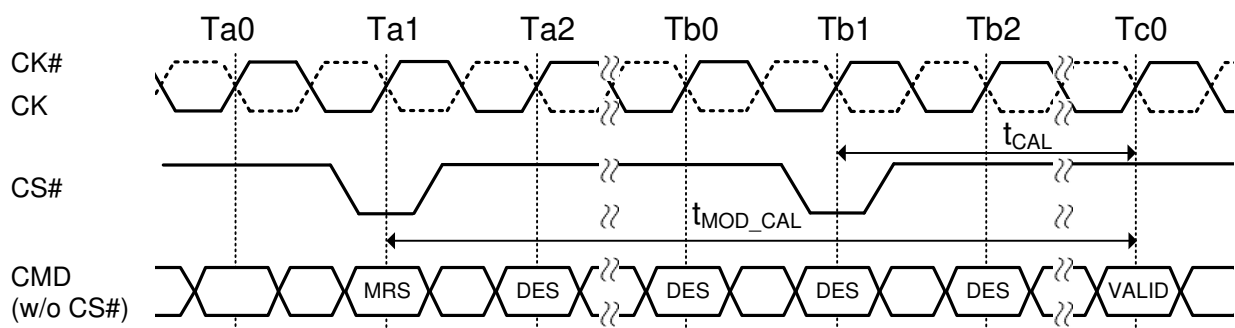 Ta0 Ta1 Ta2 Tb0 Tb1 Tb2 Tc0
CK#
CK
tCAL
CS#
tMOD_CAL
CMD MRS DES DES DES DES VALID
(w/o CS#)